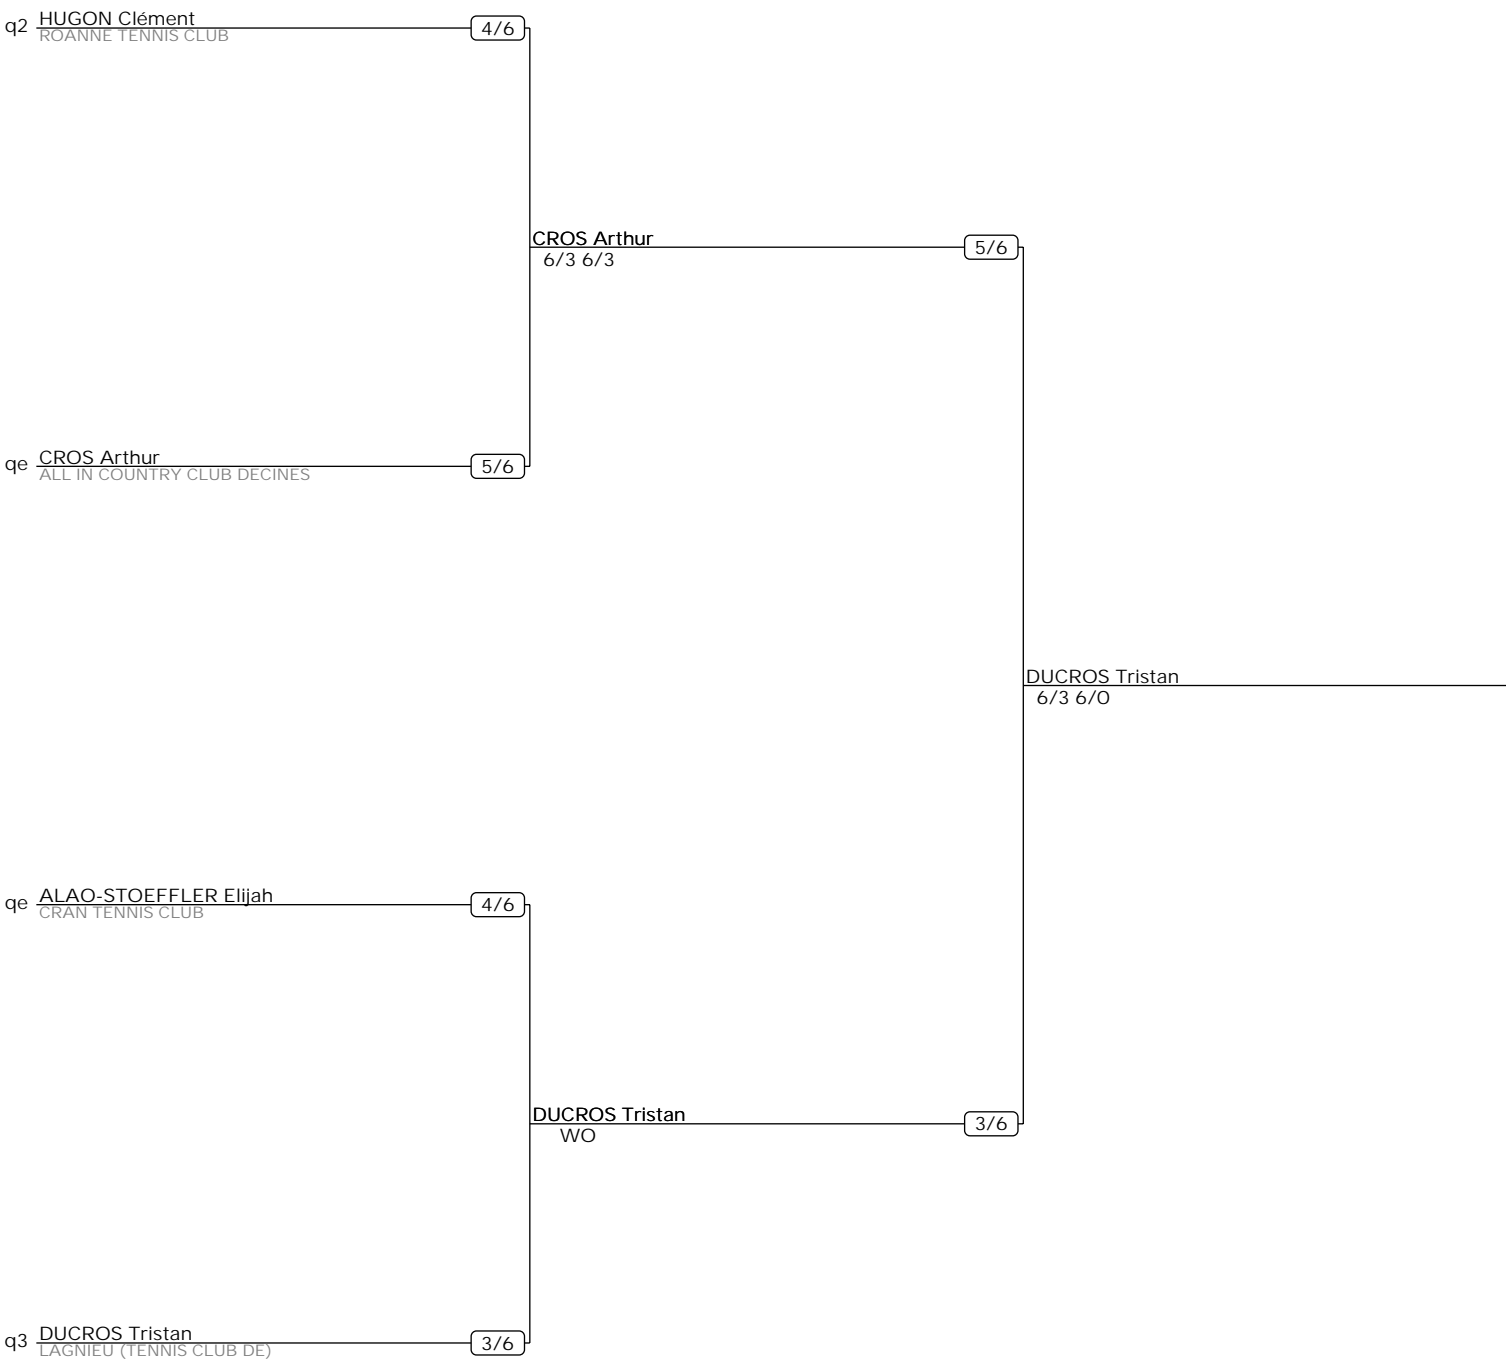 q2 HUGON Clément 4/6
ROANNE TENNIS CLUB
CROS Arthur 5/6
6/3 6/3
qe CROS Arthur 5/6
ALL IN COUNTRY CLUB DECINES
DUCROS Tristan
6/3 6/0
qe ALAO-STOEFFLER Elijah 4/6
CRAN TENNIS CLUB
DUCROS Tristan 3/6
WO
q3 DUCROS Tristan 3/6
LAGNIEU (TENNIS CLUB DE)